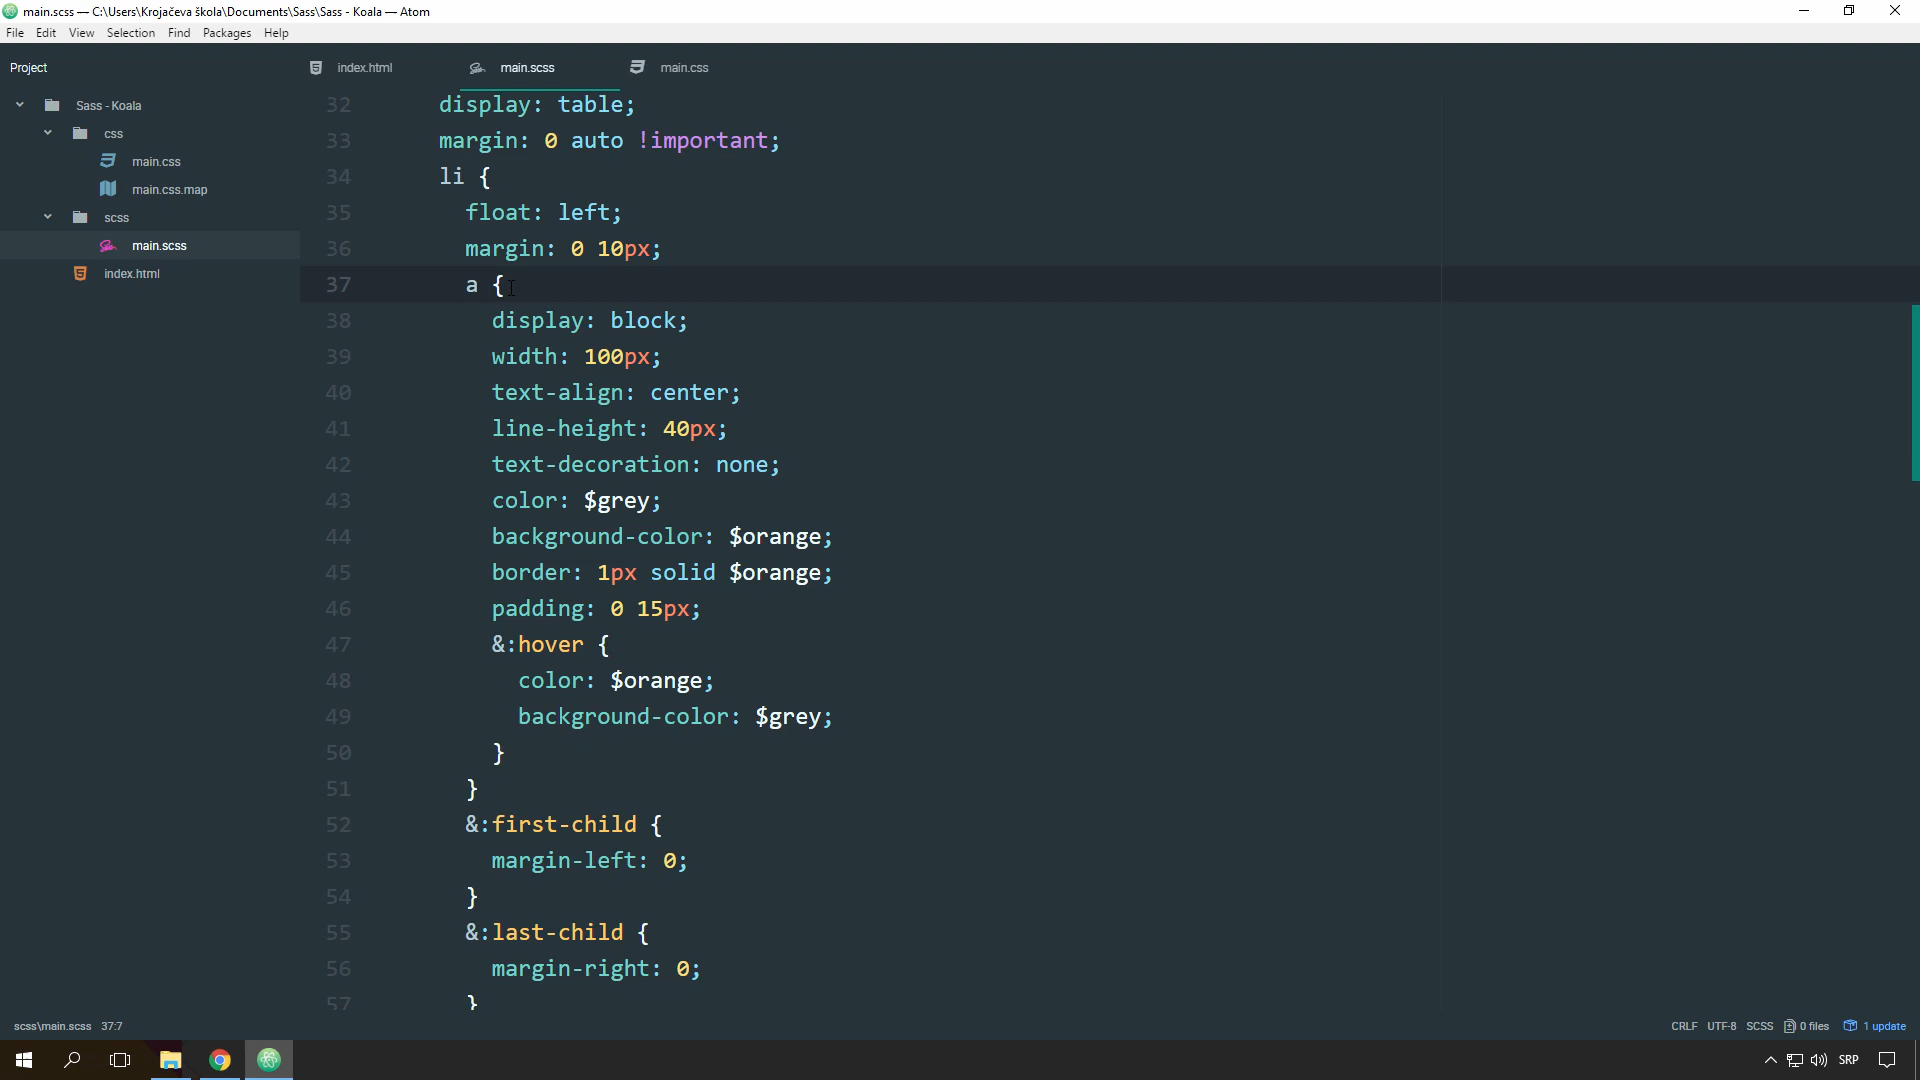 main.scss — C:\Users\Krojačeva škola\Documents\Sass\Sass - Koala — Atom
File Edit View Selection Find Packages Help
Project
index.html
main.scss
main.css
Sass - Koala
css
main.css
main.css.map
scss
main.scss
index.html
32 display: table;
33 margin: 0 auto !important;
34 li {
35 float: left;
36 margin: 0 10px;
37 a {
38 display: block;
39 width: 100px;
40 text-align: center;
41 line-height: 40px;
42 text-decoration: none;
43 color: $grey;
44 background-color: $orange;
45 border: 1px solid $orange;
46 padding: 0 15px;
47 &:hover {
48 color: $orange;
49 background-color: $grey;
50 }
51 }
52 &:first-child {
53 margin-left: 0;
54 }
55 &:last-child {
56 margin-right: 0;
57 }
scss\main.scss 37:7
CRLF UTF-8 SCSS 0 files 1 update
SRP